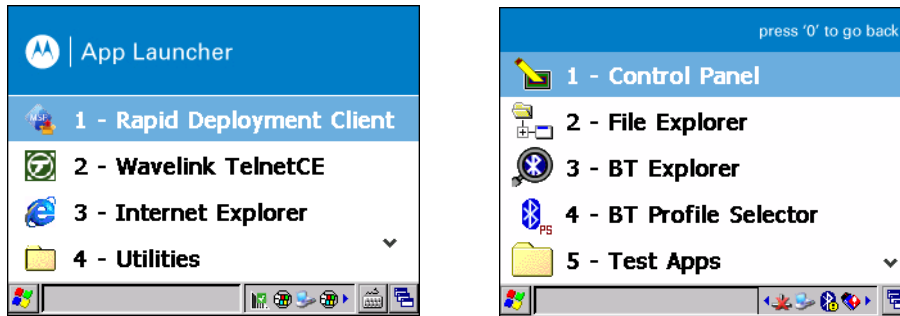 App Launcher
1 - Rapid Deployment Client
2 - Wavelink TelnetCE
3 - Internet Explorer
4 - Utilities
press '0' to go back
1 - Control Panel
2 - File Explorer
3 - BT Explorer
4 - BT Profile Selector
PS
5 - Test Apps